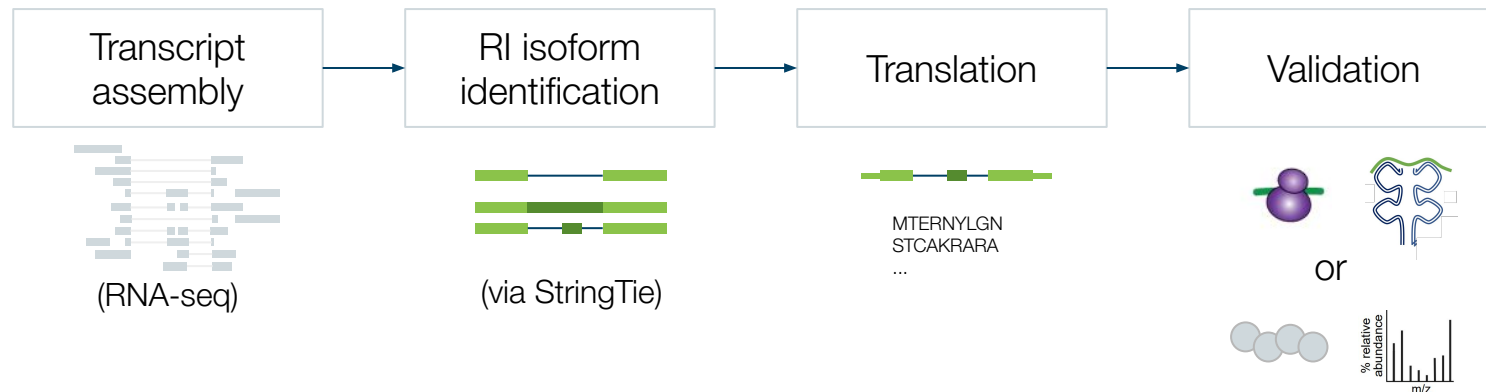 Transcript
assembly
RI isoform
identification
Translation
Validation
(RNA-seq)
(via StringTie)
MTERNYLGN
STCAKRARA
...
or
% relative
abundance
m/z